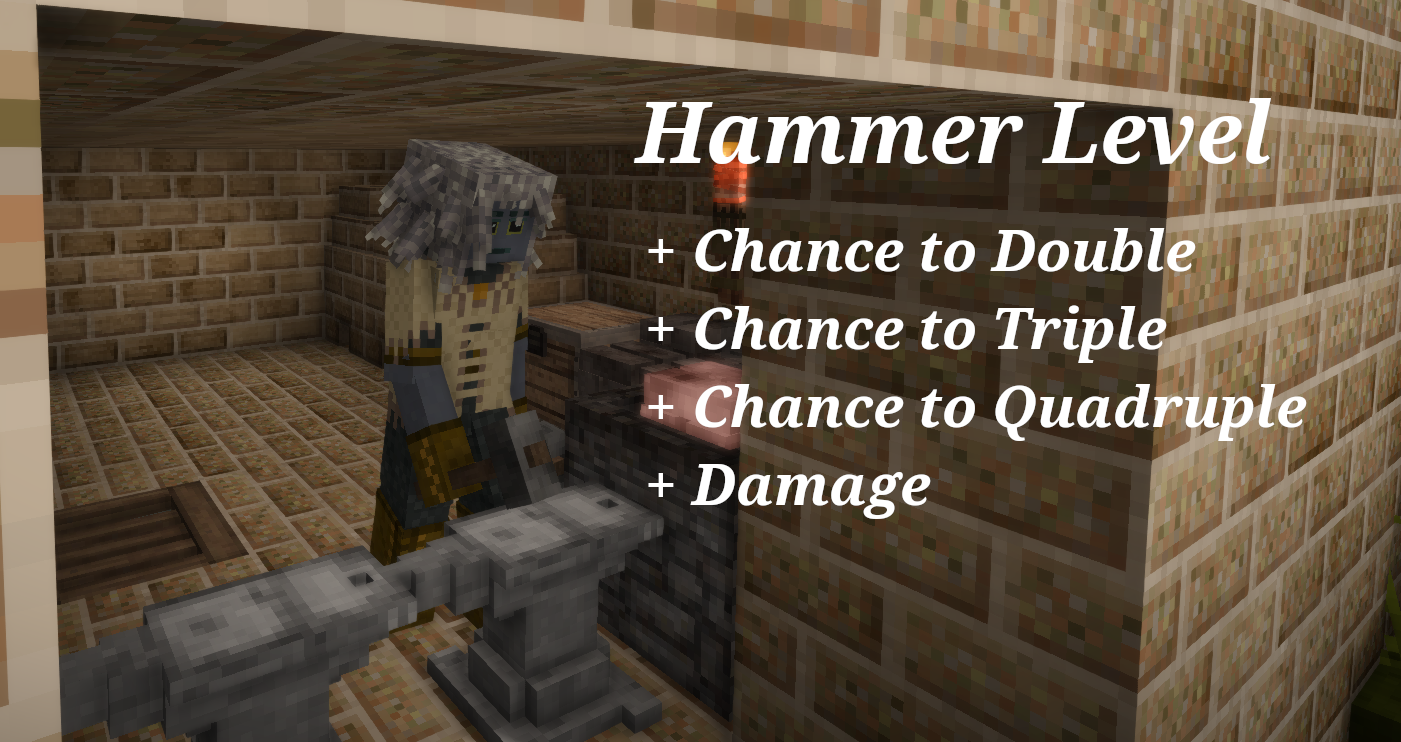 Hammer Level
+ Chance to Double
+ Chance to Triple
+ Chance to Quadruple
+ Damage